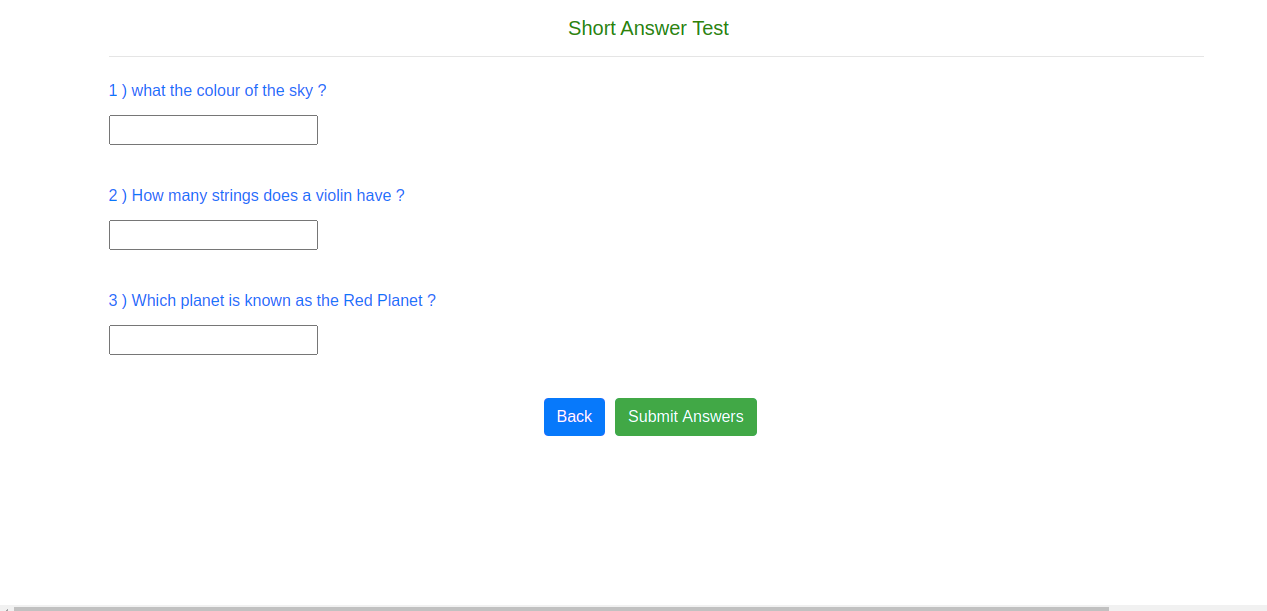 Short Answer Test
1 ) what the colour of the sky ?
2 ) How many strings does a violin have ?
3 ) Which planet is known as the Red Planet ?
Back Submit Answers